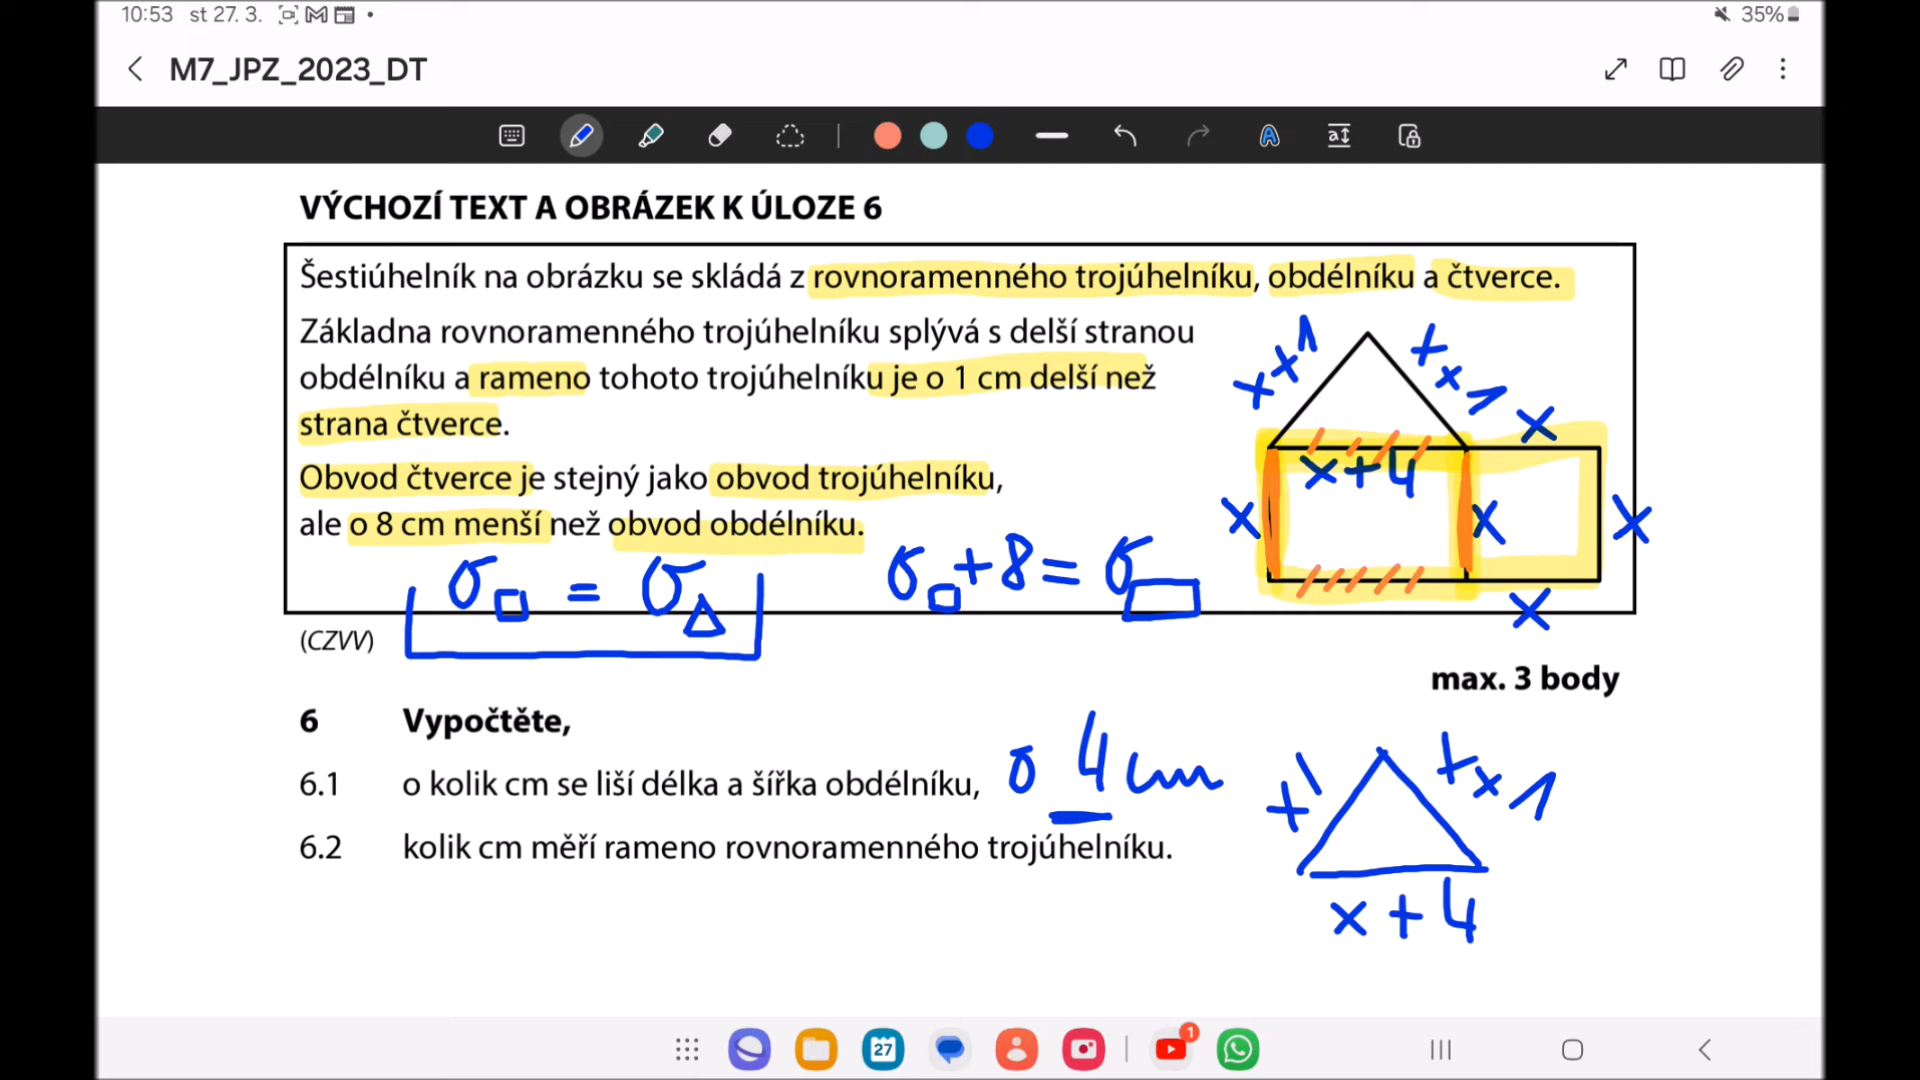 10:53 st 27. 3.
35%
M7_JPZ_2023_DT
VÝCHOZÍ TEXT A OBRÁZEK K ÚLOZE 6
Šestiúhelník na obrázku se skládá z rovnoramenného trojúhelníku, obdélníku a čtverce.
Základna rovnoramenného trojúhelníku splývá s delší stranou
obdélníku a rameno tohoto trojúhelníku je o 1 cm delší než
strana čtverce.
Obvod čtverce je stejný jako obvod trojúhelníku,
ale o 8 cm menší než obvod obdélníku.
x+1
x+1
x
x+4
x
x
x
x
σ□ = σ△
σ□+8=σ▭
(CZVV)
max. 3 body
6 Vypočtěte,
6.1 o kolik cm se liší délka a šířka obdélníku, o 4 cm
6.2 kolik cm měří rameno rovnoramenného trojúhelníku.
x+1
x+4
27
1